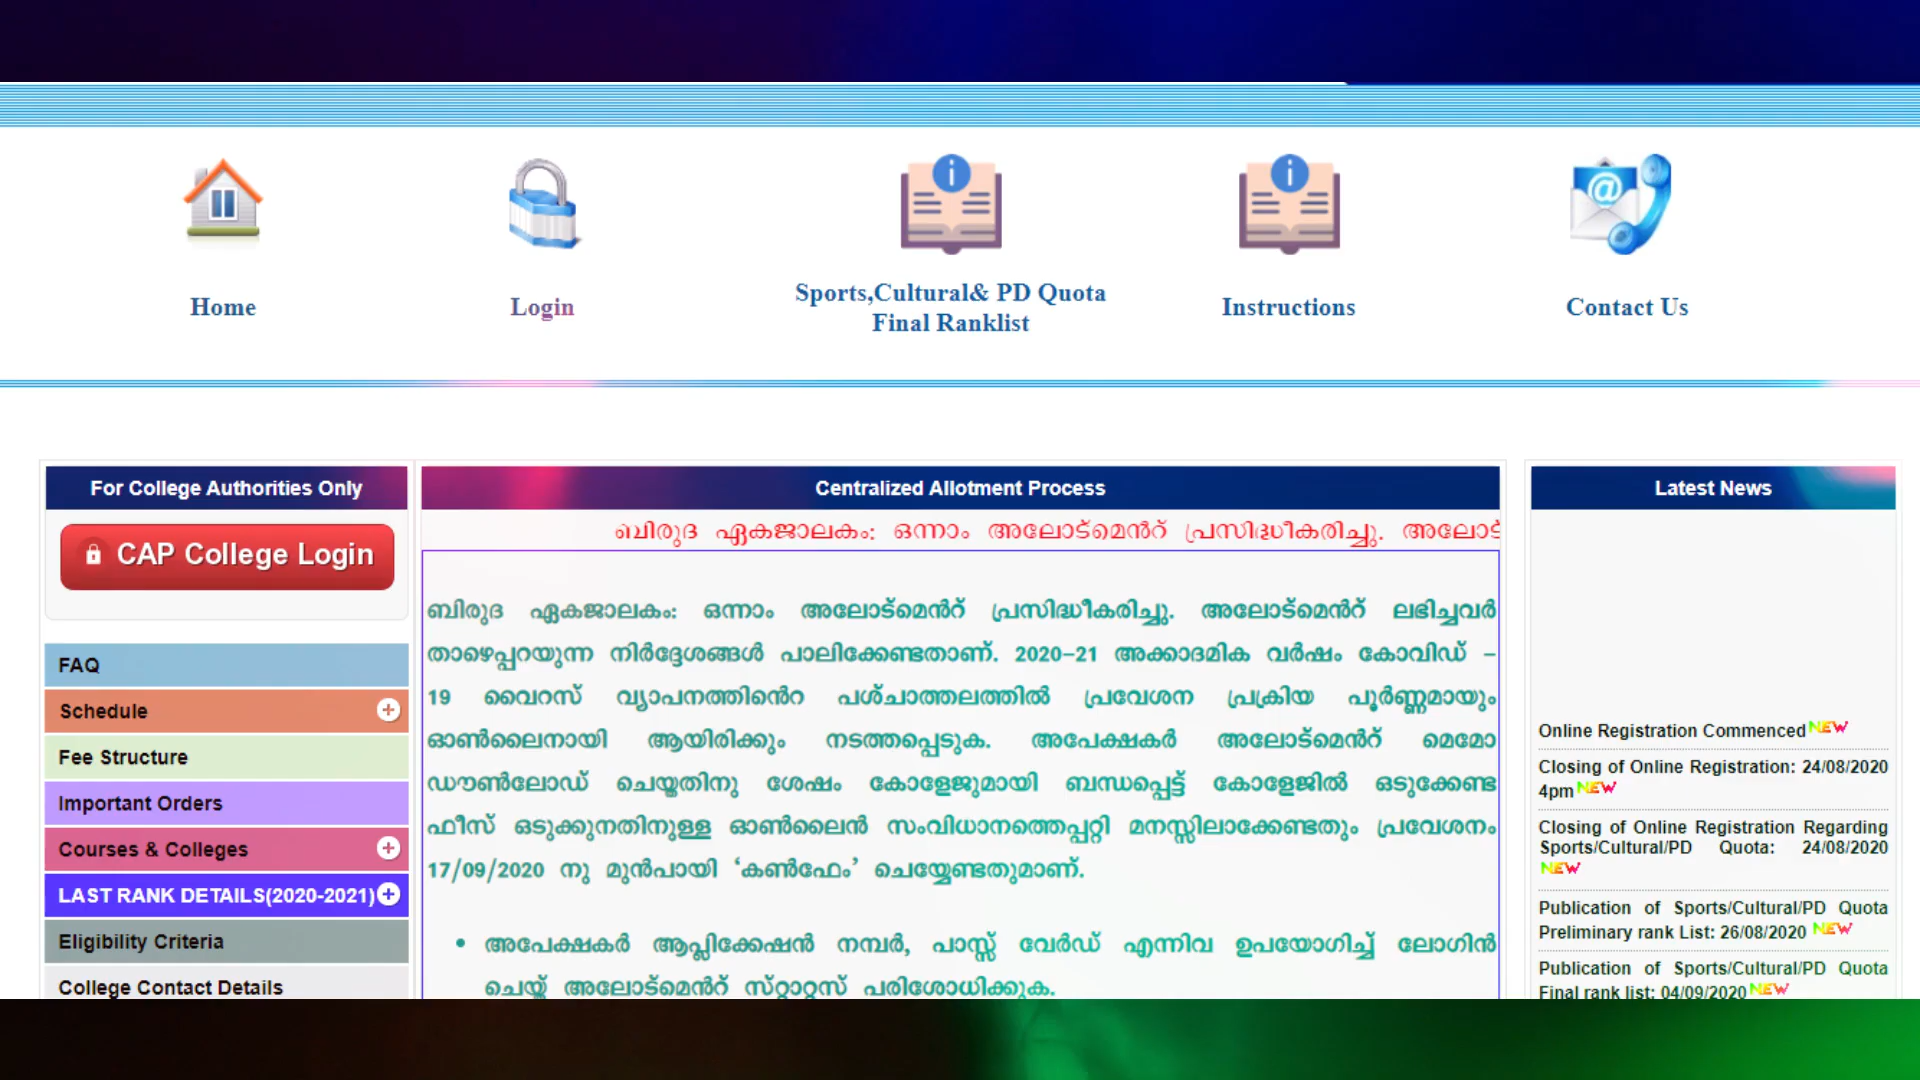 Home
Login
Sports,Cultural& PD Quota
Final Ranklist
Instructions
Contact Us
For College Authorities Only
CAP College Login
FAQ
Schedule
Fee Structure
Important Orders
Courses & Colleges
LAST RANK DETAILS(2020-2021)
Eligibility Criteria
College Contact Details
Centralized Allotment Process
ബിരുദ ഏകജാലകം: ഒന്നാം അലോട്മെൻറ് പ്രസിദ്ധീകരിച്ചു. അലോട്
ബിരുദ ഏകജാലകം: ഒന്നാം അലോട്മെൻറ് പ്രസിദ്ധീകരിച്ചു. അലോട്മെൻറ് ലഭിച്ചവർ
താഴെപ്പറയുന്ന നിർദ്ദേശങ്ങൾ പാലിക്കേണ്ടതാണ്. 2020-21 അക്കാദമിക വർഷം കോവിഡ് -
19 വൈറസ് വ്യാപനത്തിൻെറ പശ്ചാത്തലത്തിൽ പ്രവേശന പ്രക്രിയ പൂർണ്ണമായും
ഓൺലൈനായി ആയിരിക്കും നടത്തപ്പെടുക. അപേക്ഷകർ അലോട്മെൻറ് മെമോ
ഡൗൺലോഡ് ചെയ്തതിനു ശേഷം കോളേജുമായി ബന്ധപ്പെട്ട് കോളേജിൽ ഒടുക്കേണ്ട
ഫീസ് ഒടുക്കുനതിനുള്ള ഓൺലൈൻ സംവിധാനത്തെപ്പറ്റി മനസ്സിലാക്കേണ്ടതും പ്രവേശനം
17/09/2020 നു മുൻപായി ‘കൺഫേം’ ചെയ്യേണ്ടതുമാണ്.
• അപേക്ഷകർ ആപ്ലിക്കേഷൻ നമ്പർ, പാസ്സ് വേർഡ് എന്നിവ ഉപയോഗിച്ച് ലോഗിൻ
ചെയ്ത് അലോട്മെൻറ് സ്റ്റാറ്റസ് പരിശോധിക്കുക.
Latest News
Online Registration Commenced NEW
Closing of Online Registration: 24/08/2020
4pm NEW
Closing of Online Registration Regarding
Sports/Cultural/PD Quota: 24/08/2020
NEW
Publication of Sports/Cultural/PD Quota
Preliminary rank List: 26/08/2020 NEW
Publication of Sports/Cultural/PD Quota
Final rank list: 04/09/2020 NEW